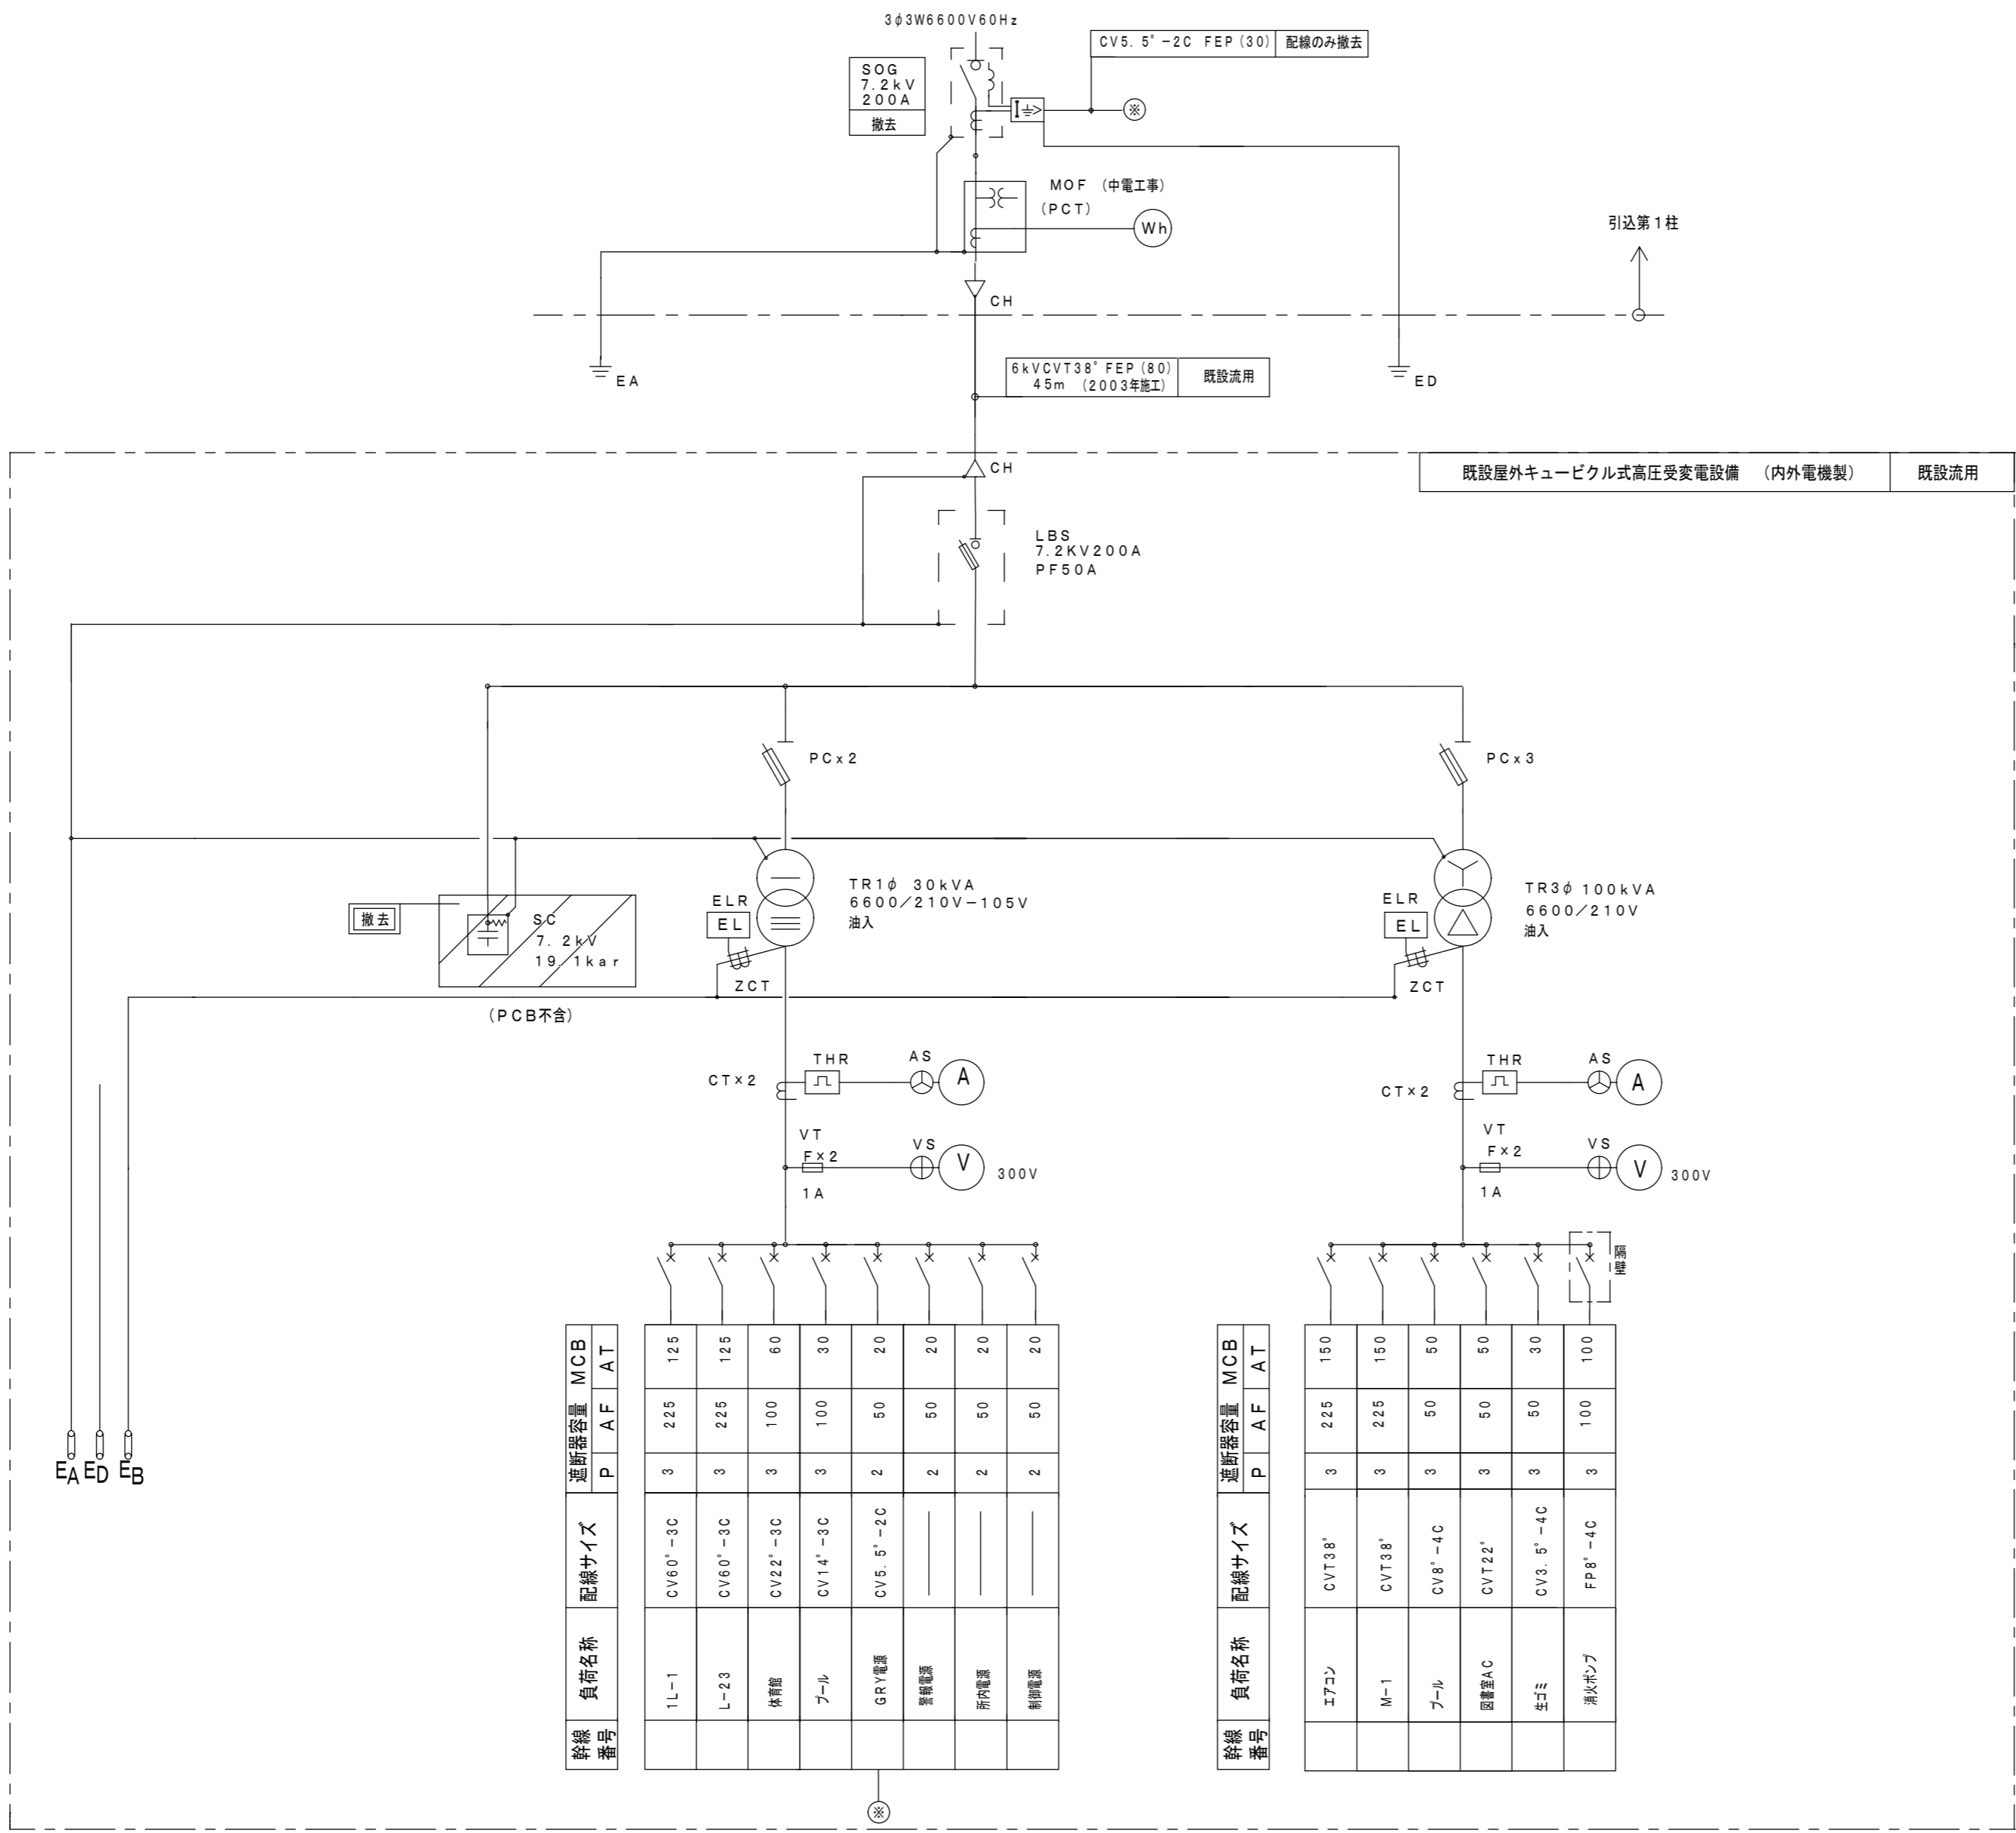 3φ3W6600V60Hz
CV5.5°-2C FEP(30) 配線のみ撤去
SOG
7.2kV
200A
撤去
※
MOF (中電工事)
(PCT)
Wh
引込第1柱
CH
EA
6kVCVT38° FEP(80)
45m (2003年施工)
既設流用
ED
CH
既設屋外キュービクル式高圧受変電設備 (内外電機製) 既設流用
LBS
7.2KV200A
PF50A
PCx2
PCx3
TR1φ 30kVA
6600/210V-105V
油入
ELR
EL
ZCT
TR3φ 100kVA
6600/210V
油入
ELR
EL
ZCT
撤去
SC
7.2kV
19.1kar
(PCB不含)
CT×2
THR
AS
A
VT
F×2
1A
VS
V
300V
CT×2
THR
AS
A
VT
F×2
1A
VS
V
300V
隔壁
EA ED EB
遮断器容量 MCB
P AF AT
配線サイズ
負荷名称
幹線番号
125 125 60 30 20 20 20 20
225 225 100 100 50 50 50 50
3 3 3 3 2 2 2 2
CV60°-3C CV60°-3C CV22°-3C CV14°-3C CV5.5°-2C
1L-1 L-23 体育館 プール GRY電源 警報電源 所内電源 制御電源
※
遮断器容量 MCB
P AF AT
配線サイズ
負荷名称
幹線番号
150 150 50 50 30 100
225 225 50 50 50 100
3 3 3 3 3 3
CVT38° CVT38° CV8°-4C CVT22° CV3.5°-4C FP8°-4C
エアコン M-1 プール 図書室AC 生ゴミ 消火ポンプ